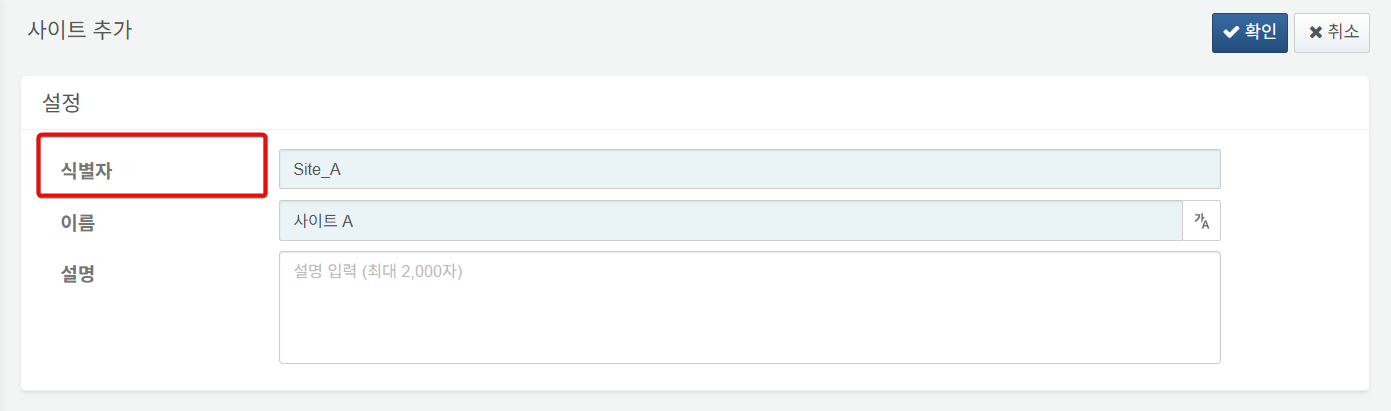 사이트 추가
확인
취소
설정
식별자
Site_A
이름
사이트 A
가A
설명
설명 입력 (최대 2,000자)